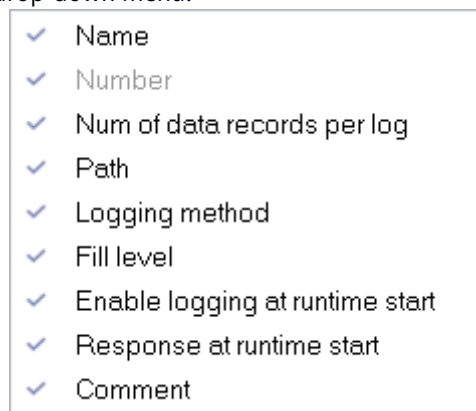 drop-down menu.
Name
Number
Num of data records per log
Path
Logging method
Fill level
Enable logging at runtime start
Response at runtime start
Comment